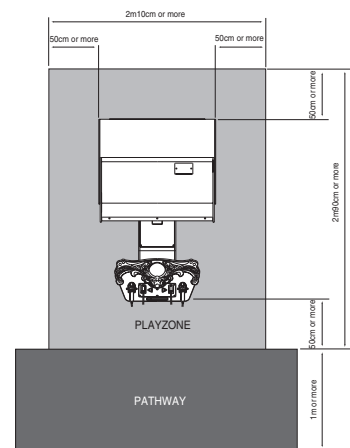 2m10cm or more
50cm or more
50cm or more
50cm or more
2m90cm or more
50cm or more
PLAYZONE
1m or more
PATHWAY